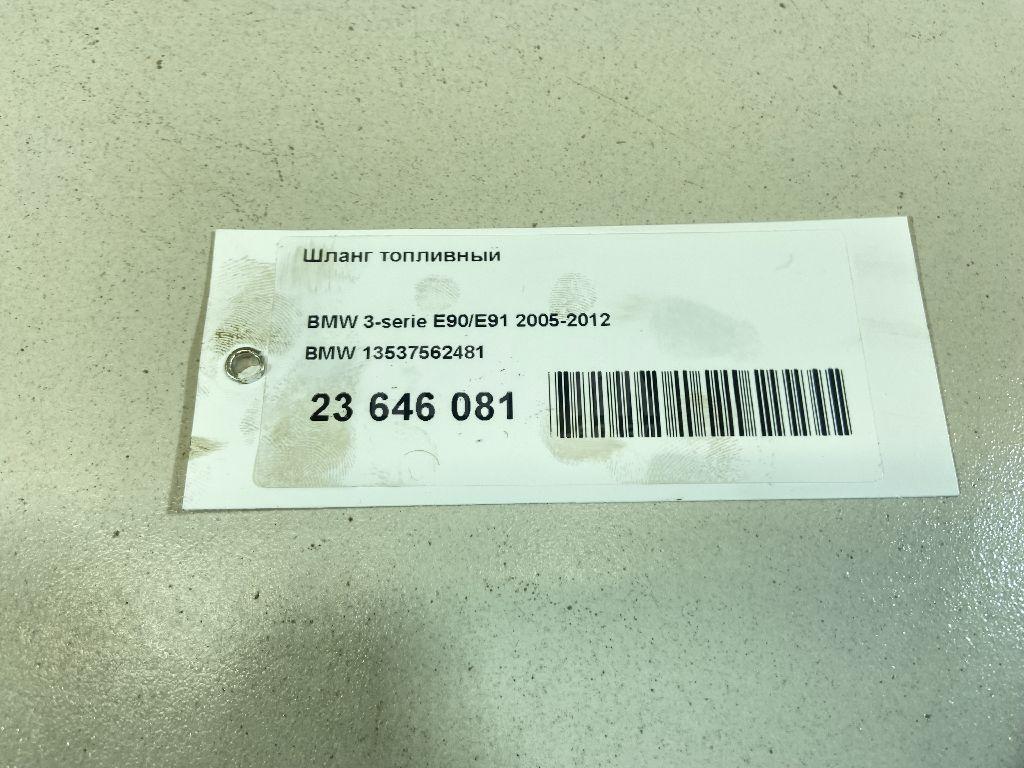 Шланг топливный
BMW 3-serie E90/E91 2005-2012
BMW 13537562481
23 646 081